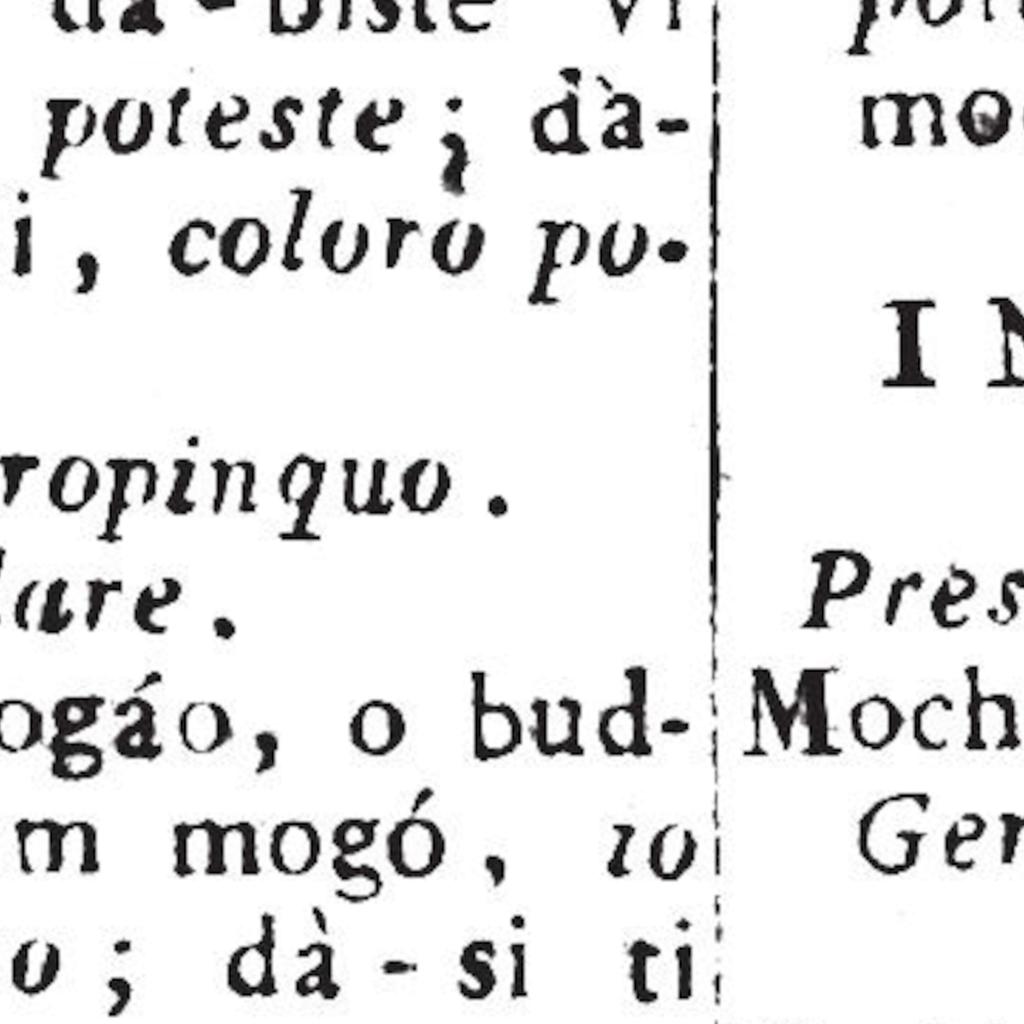 da-biste vi
poteste; dà-
i, coloro po-
ropinquo.
lare.
ogáo, o bud-
m mogó, io
o; dà-si ti
mo
I N
Pres
Moch
Ger